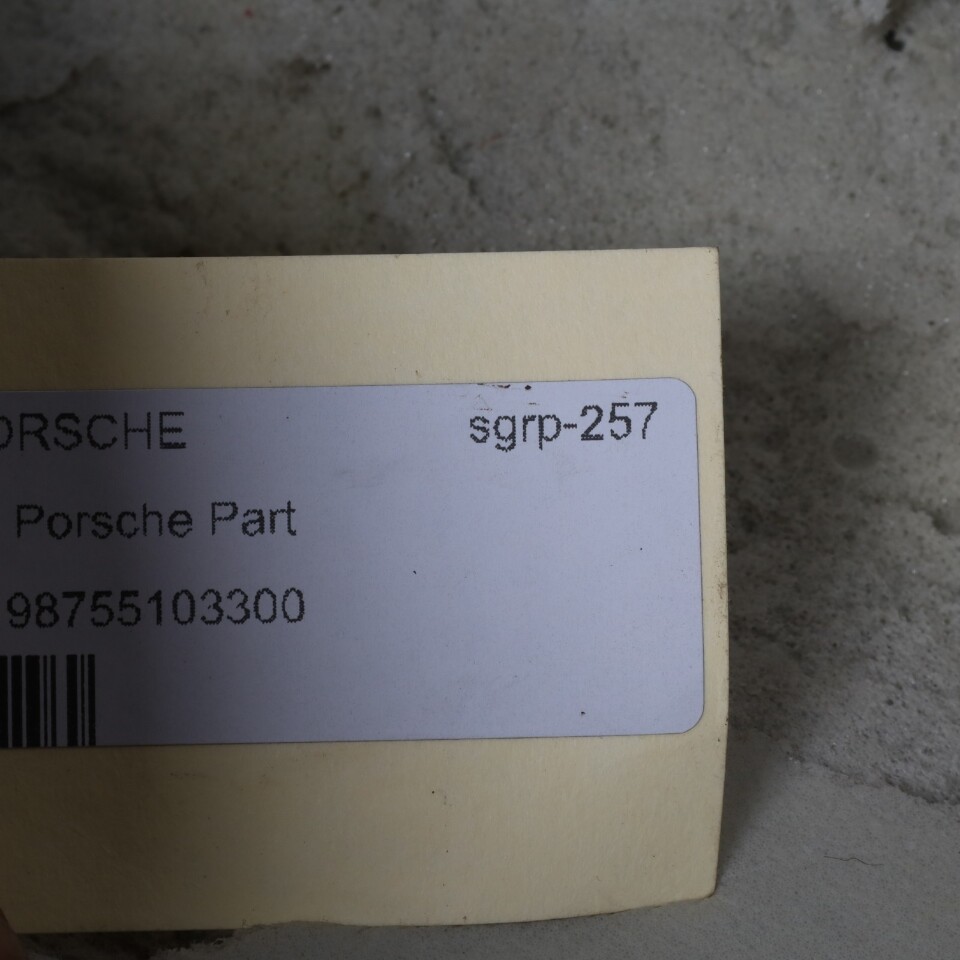 ORSCHE sgrp-257
Porsche Part
98755103300